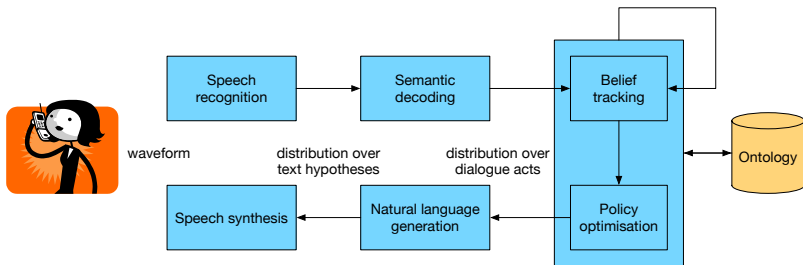 Speech
recognition
Semantic
decoding
Belief
tracking
waveform
distribution over
text hypotheses
distribution over
dialogue acts
Ontology
Speech synthesis
Natural language
generation
Policy
optimisation